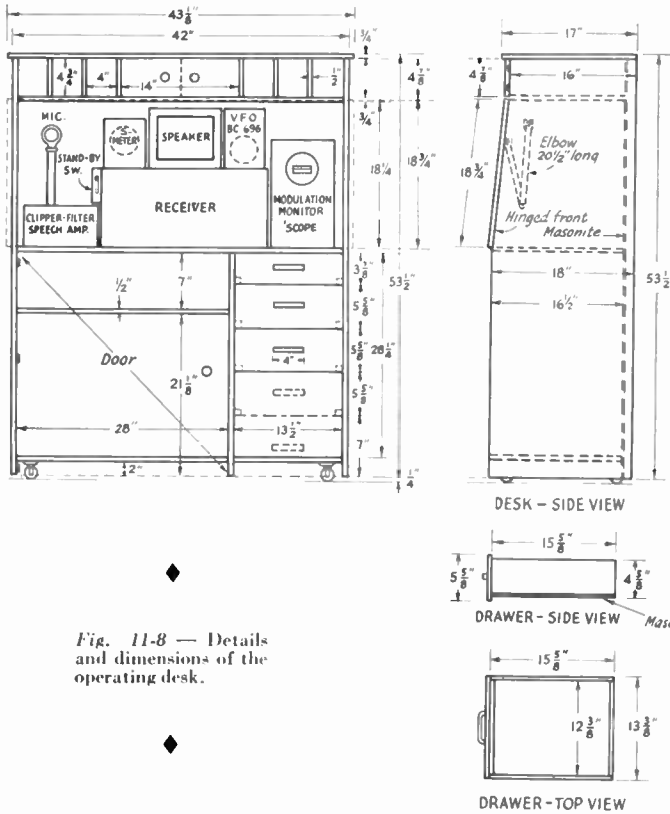 43 1/8"
42"
3/4"
17"
4 3/4"
4"
14"
1/2"
4 7/8"
4 7/8"
16"
MIC.
"S"
METER
SPEAKER
V F O
BC 696
3/4"
STAND-BY
SW.
18 1/4
18 3/4"
18 3/4"
Elbow
20 1/2" long
RECEIVER
MODULATION
MONITOR
'SCOPE
CLIPPER-FILTER
SPEECH AMP.
Hinged front
Masonite
1/2"
7"
3 3/8"
53 1/2"
18"
53 1/2"
16 1/2"
5 5/8"
Door
21 1/8"
4"
5 5/8"
28 1/4"
5 5/8"
28"
13 1/2"
7"
2"
1/4"
DESK - SIDE VIEW
15 5/8"
5 5/8"
4 5/8"
DRAWER - SIDE VIEW
Fig. 11-8 — Details
and dimensions of the
operating desk.
15 5/8"
12 3/8"
13 3/8"
DRAWER - TOP VIEW